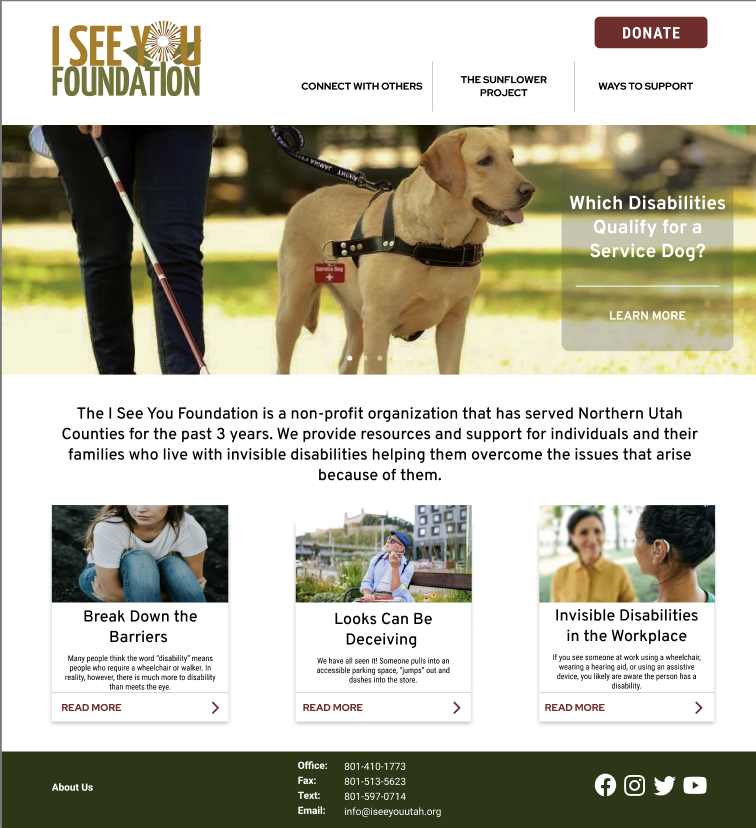 I SEE YOU
FOUNDATION
DONATE
CONNECT WITH OTHERS
THE SUNFLOWER
PROJECT
WAYS TO SUPPORT
Service Dog
Which Disabilities
Qualify for a
Service Dog?
LEARN MORE
The I See You Foundation is a non-profit organization that has served Northern Utah
Counties for the past 3 years. We provide resources and support for individuals and their
families who live with invisible disabilities helping them overcome the issues that arise
because of them.
Break Down the
Barriers
Many people think the word "disability" means
people who require a wheelchair or walker. In
reality, however, there is much more to disability
than meets the eye.
READ MORE
Looks Can Be
Deceiving
We have all seen it! Someone pulls into an
accessible parking space, "jumps" out and
dashes into the store.
READ MORE
Invisible Disabilities
in the Workplace
If you see someone at work using a wheelchair,
wearing a hearing aid, or using an assistive
device, you likely are aware the person has a
disability.
READ MORE
About Us
Office: 801-410-1773
Fax: 801-513-5623
Text: 801-597-0714
Email: info@iseeyouutah.org